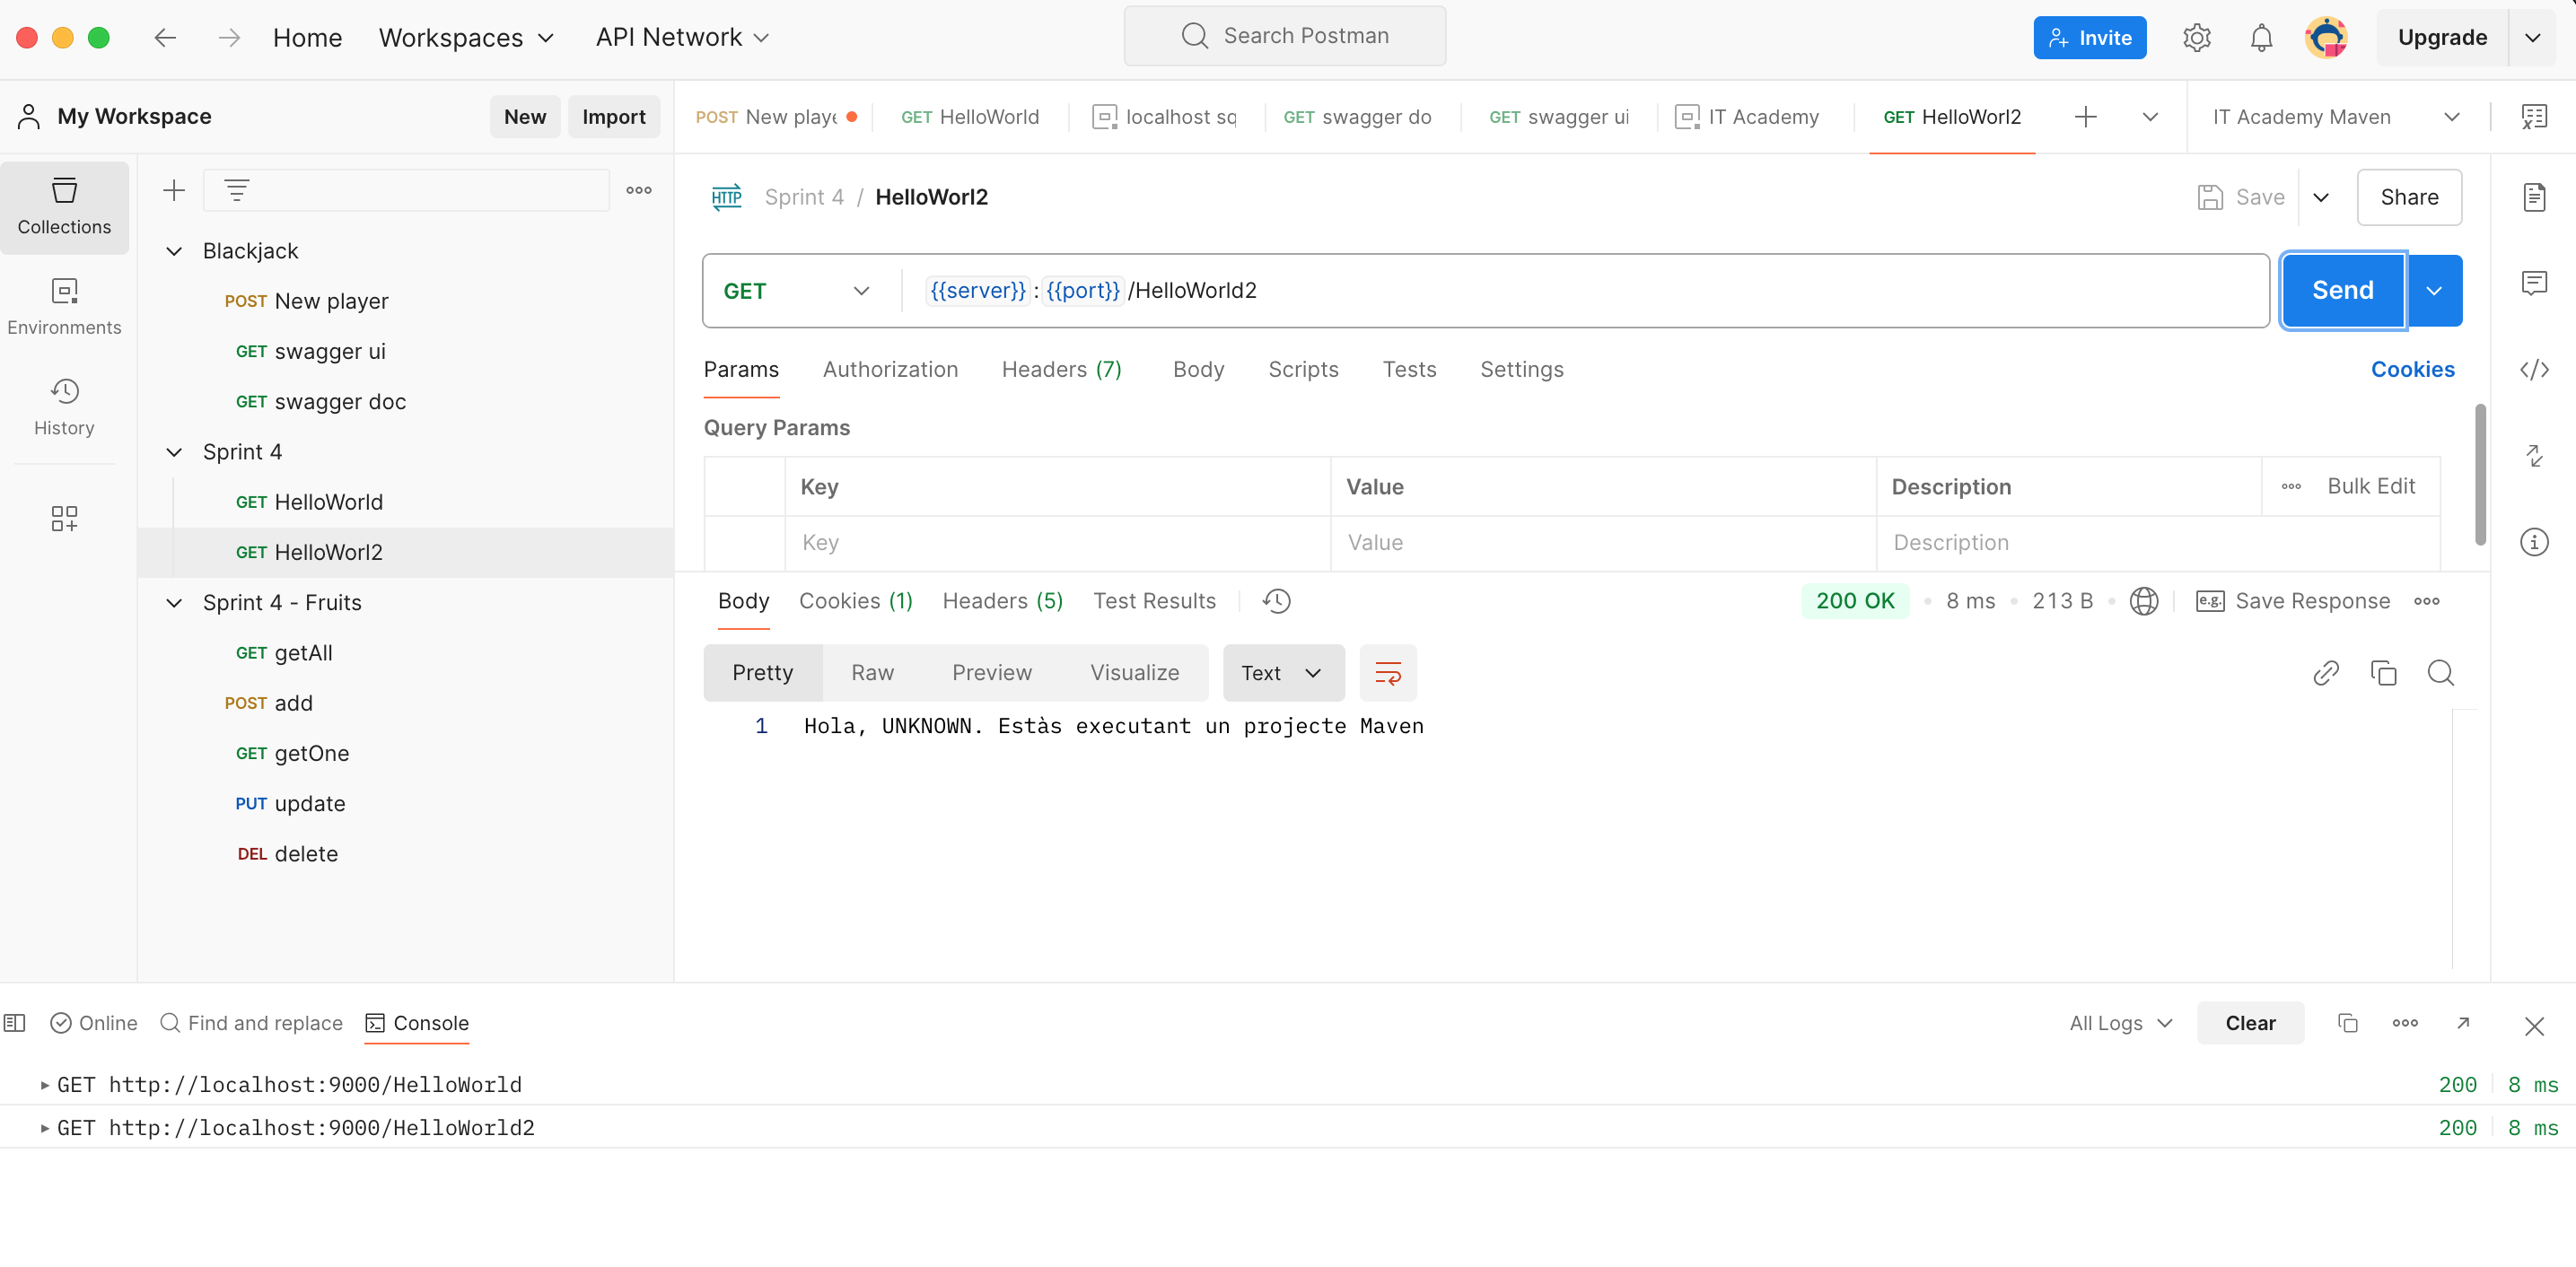 Home Workspaces API Network Search Postman Invite Upgrade
My Workspace New Import
POST New playe GET HelloWorld localhost sq GET swagger do GET swagger ui IT Academy GET HelloWorl2 IT Academy Maven
Collections
Environments
History
Blackjack
POST New player
GET swagger ui
GET swagger doc
Sprint 4
GET HelloWorld
GET HelloWorl2
Sprint 4 - Fruits
GET getAll
POST add
GET getOne
PUT update
DEL delete
HTTP Sprint 4 / HelloWorl2 Save Share
GET {{server}}:{{port}}/HelloWorld2 Send
Params Authorization Headers (7) Body Scripts Tests Settings Cookies
Query Params
Key Value Description Bulk Edit
Key Value Description
Body Cookies (1) Headers (5) Test Results 200 OK 8 ms 213 B e.g. Save Response
Pretty Raw Preview Visualize Text
1 Hola, UNKNOWN. Estàs executant un projecte Maven
Online Find and replace Console All Logs Clear
GET http://localhost:9000/HelloWorld 200 8 ms
GET http://localhost:9000/HelloWorld2 200 8 ms